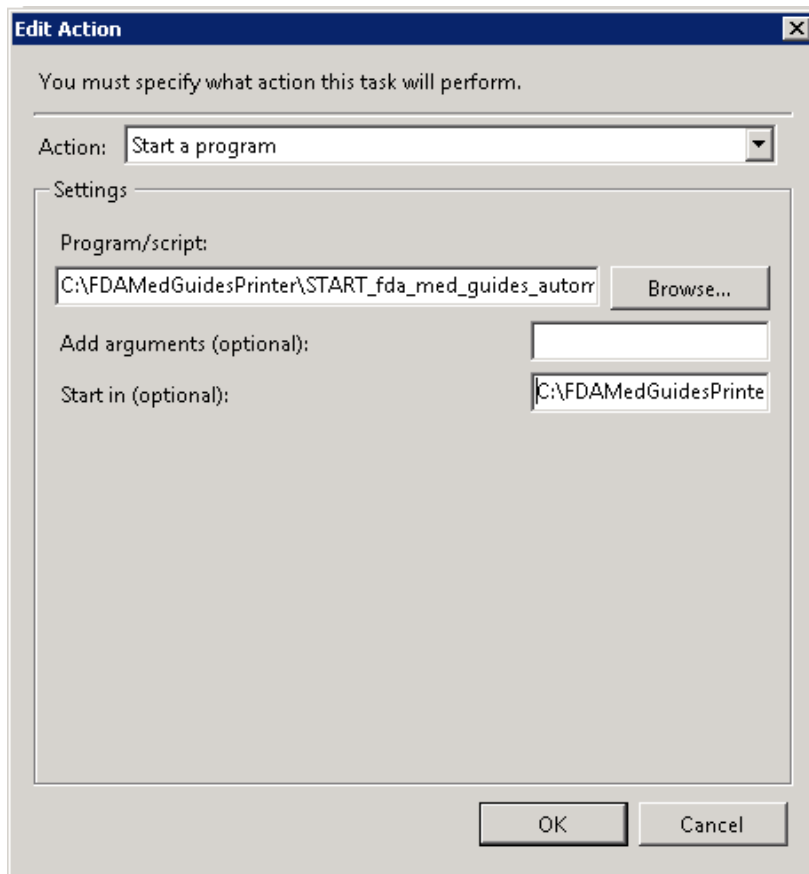 Edit Action
You must specify what action this task will perform.
Action: Start a program
Settings
Program/script:
C:\FDAMedGuidesPrinter\START_fda_med_guides_autom Browse...
Add arguments (optional):
Start in (optional): C:\FDAMedGuidesPrinte
OK Cancel